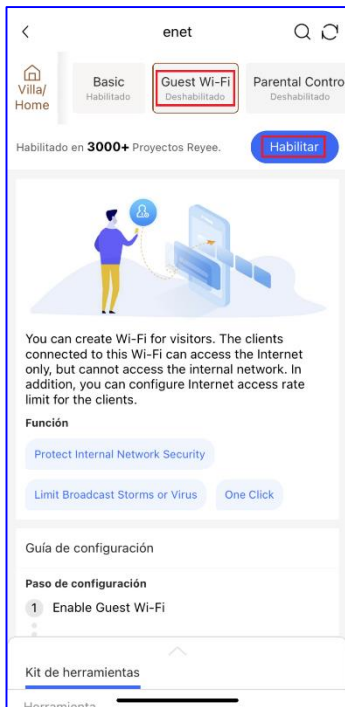 enet
Villa/
Home
Basic
Habilitado
Guest Wi-Fi
Deshabilitado
Parental Contro
Deshabilitado
Habilitado en 3000+ Proyectos Reyee.
Habilitar
You can create Wi-Fi for visitors. The clients
connected to this Wi-Fi can access the Internet
only, but cannot access the internal network. In
addition, you can configure Internet access rate
limit for the clients.
Función
Protect Internal Network Security
Limit Broadcast Storms or Virus
One Click
Guía de configuración
Paso de configuración
1 Enable Guest Wi-Fi
Kit de herramientas
Herramienta